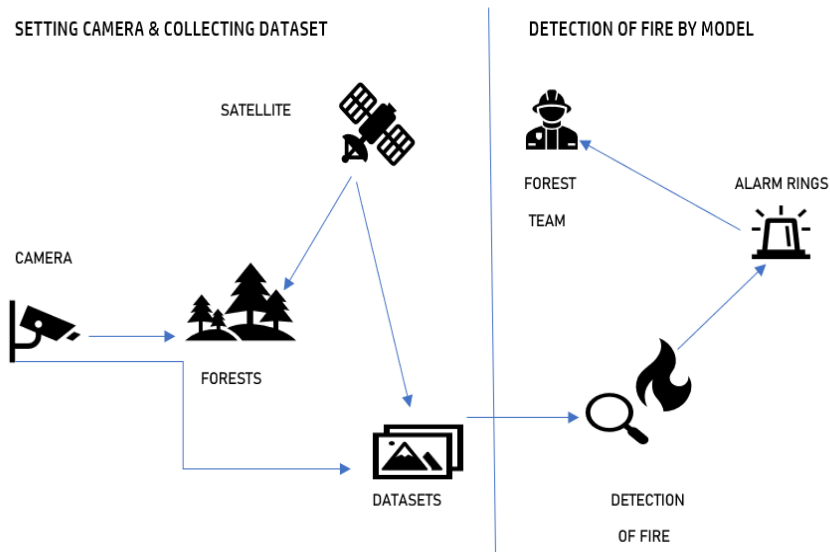 SETTING CAMERA & COLLECTING DATASET
SATELLITE
CAMERA
FORESTS
DATASETS
DETECTION OF FIRE BY MODEL
FOREST
TEAM
ALARM RINGS
DETECTION
OF FIRE